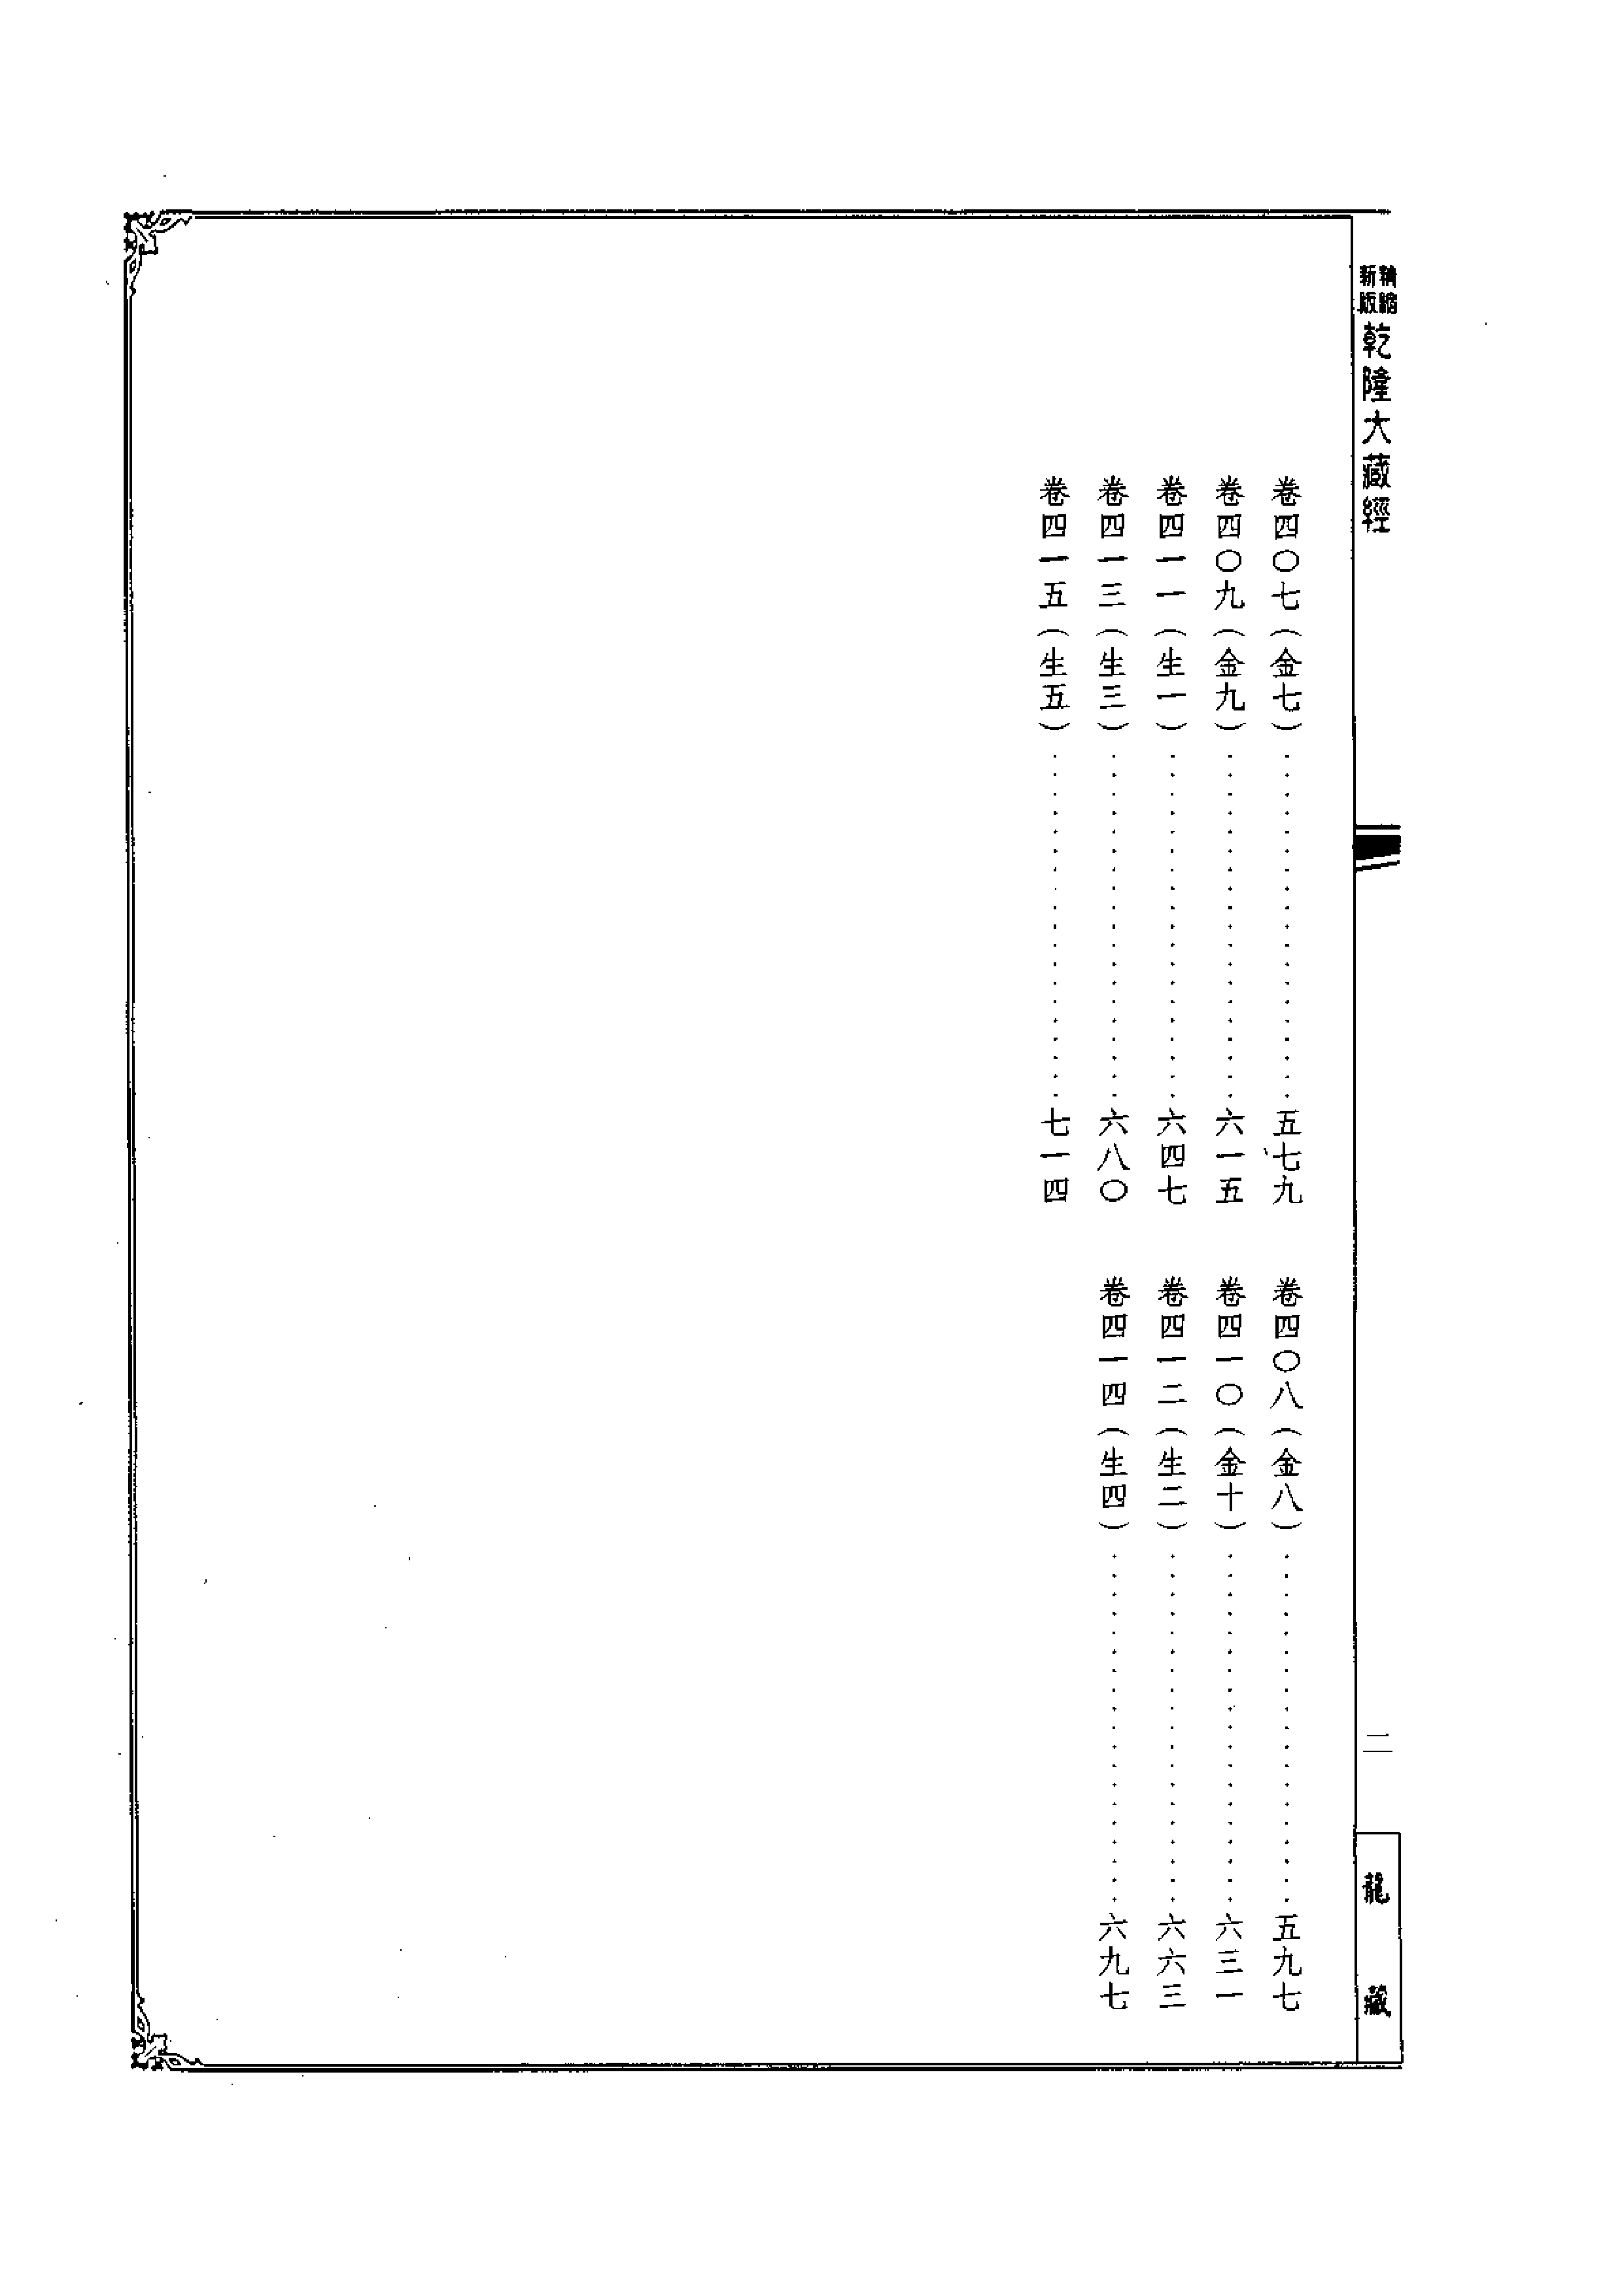 精縮新版乾隆大藏經
卷四〇七（金七）……………………五七九
卷四〇八（金八）……………………五九七
卷四〇九（金九）……………………六一五
卷四一〇（金十）……………………六三一
卷四一一（生一）……………………六四七
卷四一二（生二）……………………六六三
卷四一三（生三）……………………六八〇
卷四一四（生四）……………………六九七
卷四一五（生五）……………………七一四
二
龍藏